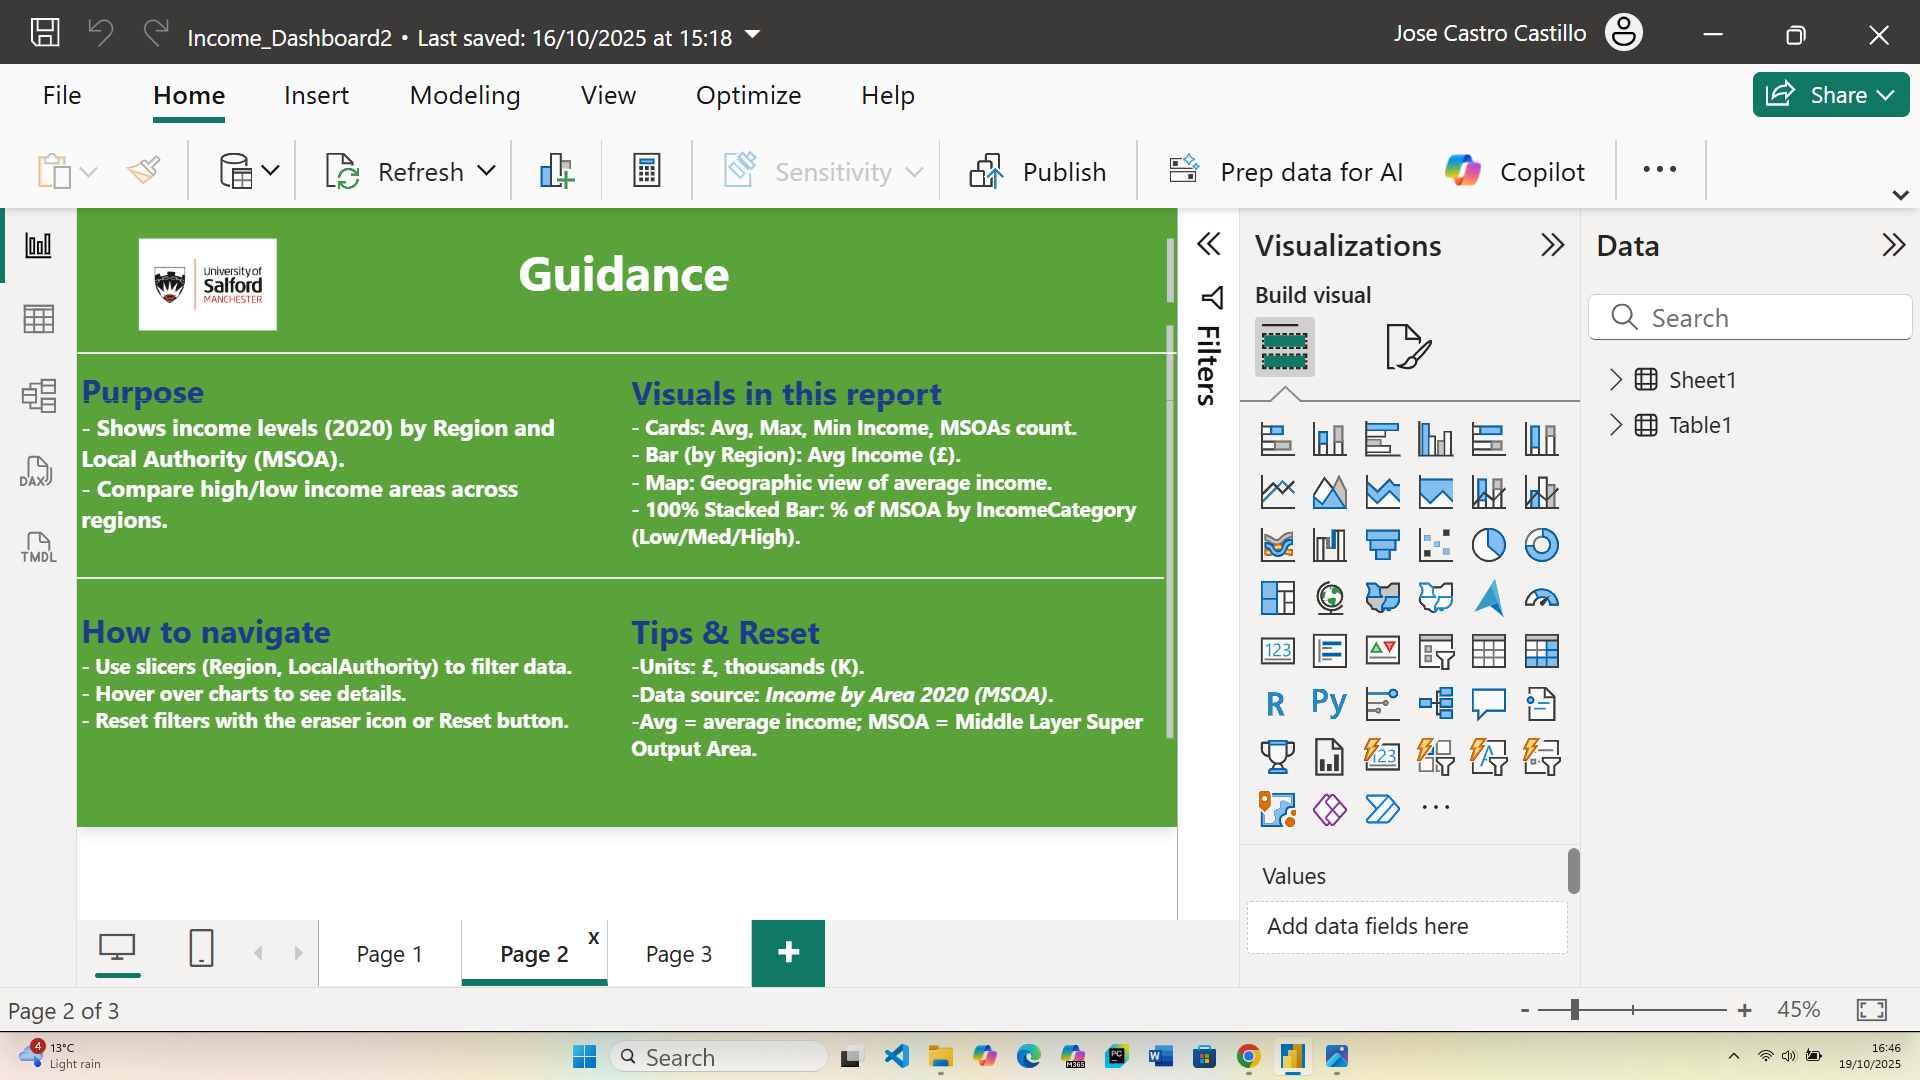 Income_Dashboard2 • Last saved: 16/10/2025 at 15:18
Jose Castro Castillo
File
Home
Insert
Modeling
View
Optimize
Help
Share
Refresh
Sensitivity
Publish
Prep data for AI
Copilot
University of
Salford
MANCHESTER
Guidance
Purpose
- Shows income levels (2020) by Region and
Local Authority (MSOA).
- Compare high/low income areas across
regions.
Visuals in this report
- Cards: Avg, Max, Min Income, MSOAs count.
- Bar (by Region): Avg Income (£).
- Map: Geographic view of average income.
- 100% Stacked Bar: % of MSOA by IncomeCategory
(Low/Med/High).
How to navigate
- Use slicers (Region, LocalAuthority) to filter data.
- Hover over charts to see details.
- Reset filters with the eraser icon or Reset button.
Tips & Reset
-Units: £, thousands (K).
-Data source: Income by Area 2020 (MSOA).
-Avg = average income; MSOA = Middle Layer Super
Output Area.
DAX
TMDL
Filters
Visualizations
Build visual
123
R
Py
123
Values
Add data fields here
Data
Search
Sheet1
Table1
Page 1
Page 2
x
Page 3
+
Page 2 of 3
- + 45%
4
13°C
Light rain
Search
M365
PC
W
16:46
19/10/2025